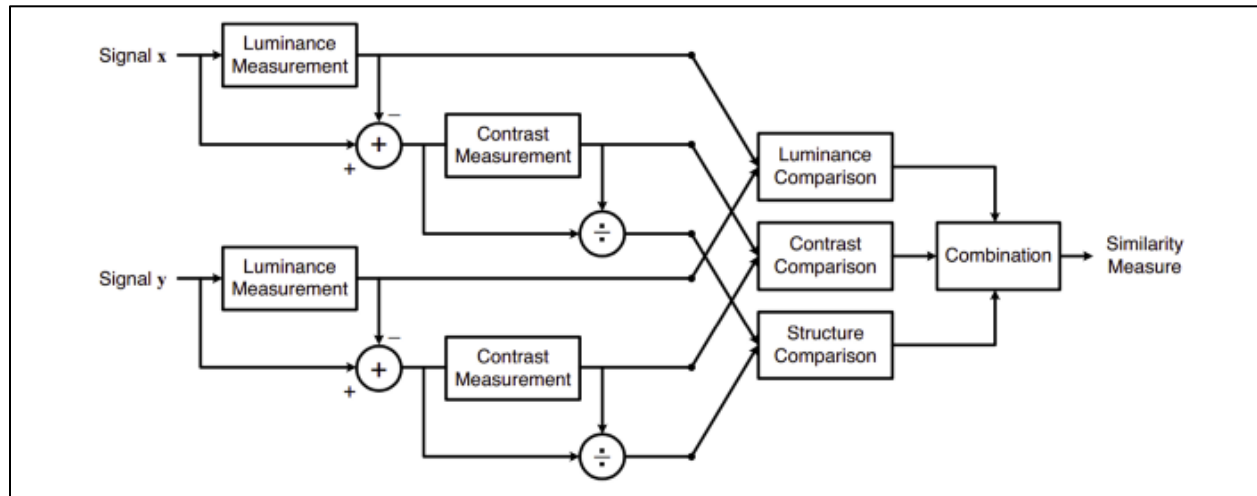 Signal x
Luminance
Measurement
−
+
+
Contrast
Measurement
÷
Signal y
Luminance
Measurement
−
+
+
Contrast
Measurement
÷
Luminance
Comparison
Contrast
Comparison
Structure
Comparison
Combination
Similarity
Measure